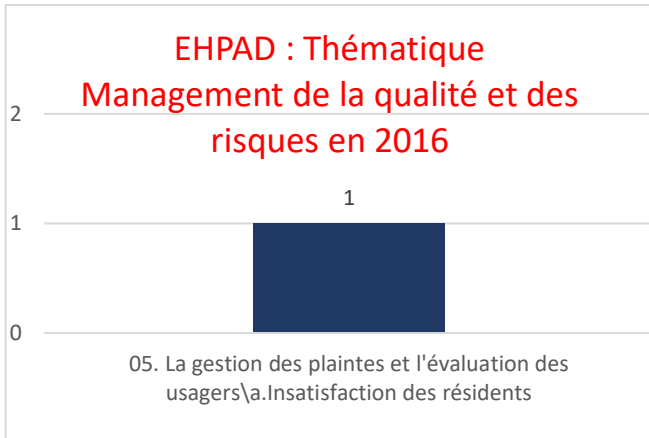 EHPAD : Thématique
Management de la qualité et des
risques en 2016
2
1
1
0
05. La gestion des plaintes et l'évaluation des
usagers\a.Insatisfaction des résidents